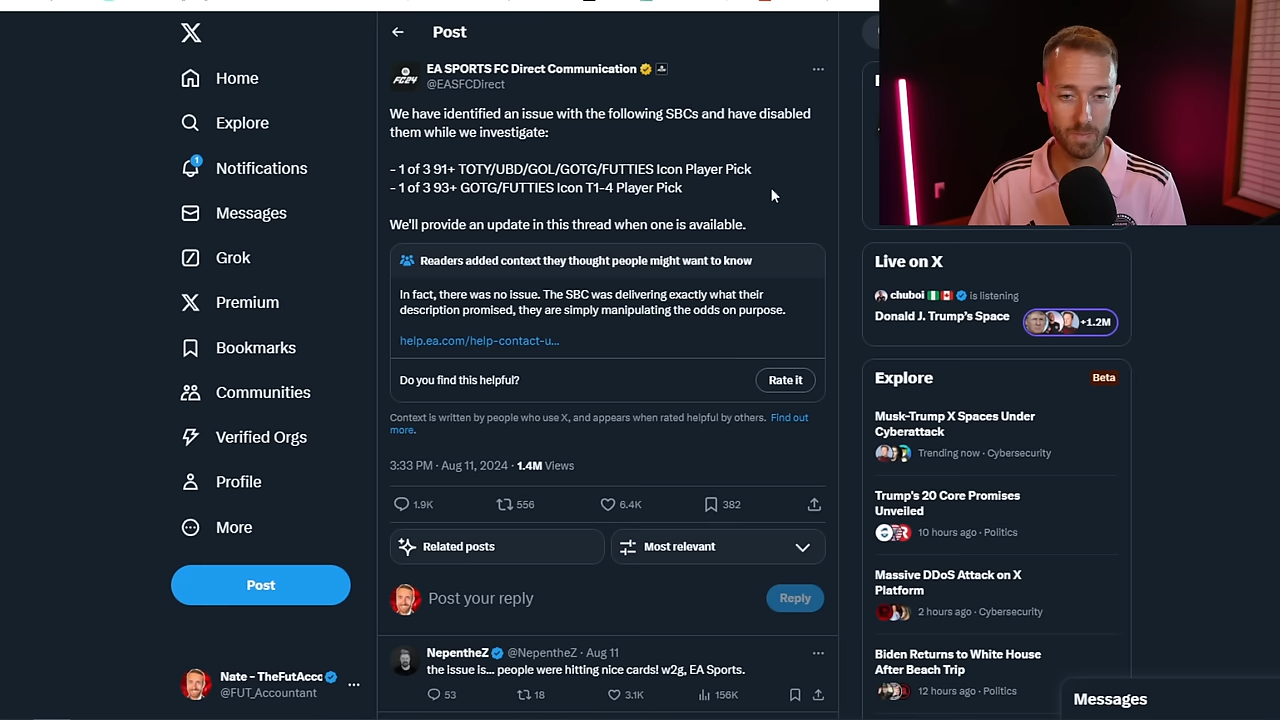 Home
Explore
1
Notifications
Messages
Grok
Premium
Bookmarks
Communities
Verified Orgs
Profile
More
Post
Nate - TheFutAcc
@FUT_Accountant
Post
FC24
EA SPORTS FC Direct Communication
@EASFCDirect
We have identified an issue with the following SBCs and have disabled
them while we investigate:
- 1 of 3 91+ TOTY/UBD/GOL/GOTG/FUTTIES Icon Player Pick
- 1 of 3 93+ GOTG/FUTTIES Icon T1-4 Player Pick
We'll provide an update in this thread when one is available.
Readers added context they thought people might want to know
In fact, there was no issue. The SBC was delivering exactly what their
description promised, they are simply manipulating the odds on purpose.
help.ea.com/help-contact-u...
Do you find this helpful?
Rate it
Context is written by people who use X, and appears when rated helpful by others. Find out
more.
3:33 PM · Aug 11, 2024 · 1.4M Views
1.9K
556
6.4K
382
Related posts
Most relevant
Post your reply
Reply
NepentheZ @NepentheZ · Aug 11
the issue is... people were hitting nice cards! w2g, EA Sports.
53
18
3.1K
156K
Live on X
chuboi is listening
Donald J. Trump's Space
+1.2M
Explore
Beta
Musk-Trump X Spaces Under
Cyberattack
Trending now · Cybersecurity
Trump's 20 Core Promises
Unveiled
10 hours ago · Politics
Massive DDoS Attack on X
Platform
2 hours ago · Cybersecurity
Biden Returns to White House
After Beach Trip
12 hours ago · Politics
Messages